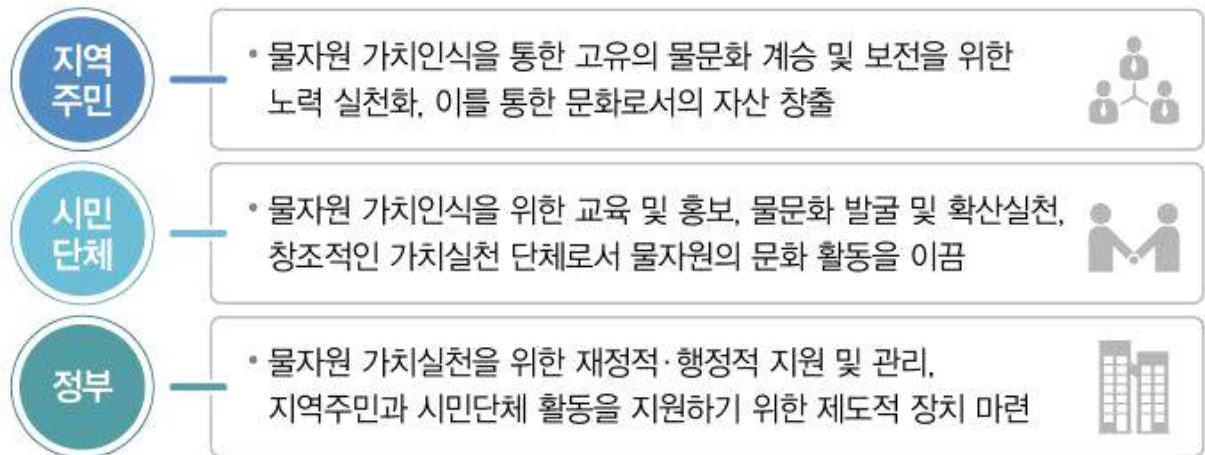 지역
주민
• 물자원 가치인식을 통한 고유의 물문화 계승 및 보전을 위한
노력 실천화, 이를 통한 문화로서의 자산 창출
시민
단체
• 물자원 가치인식을 위한 교육 및 홍보, 물문화 발굴 및 확산실천,
창조적인 가치실천 단체로서 물자원의 문화 활동을 이끔
정부
• 물자원 가치실천을 위한 재정적·행정적 지원 및 관리,
지역주민과 시민단체 활동을 지원하기 위한 제도적 장치 마련